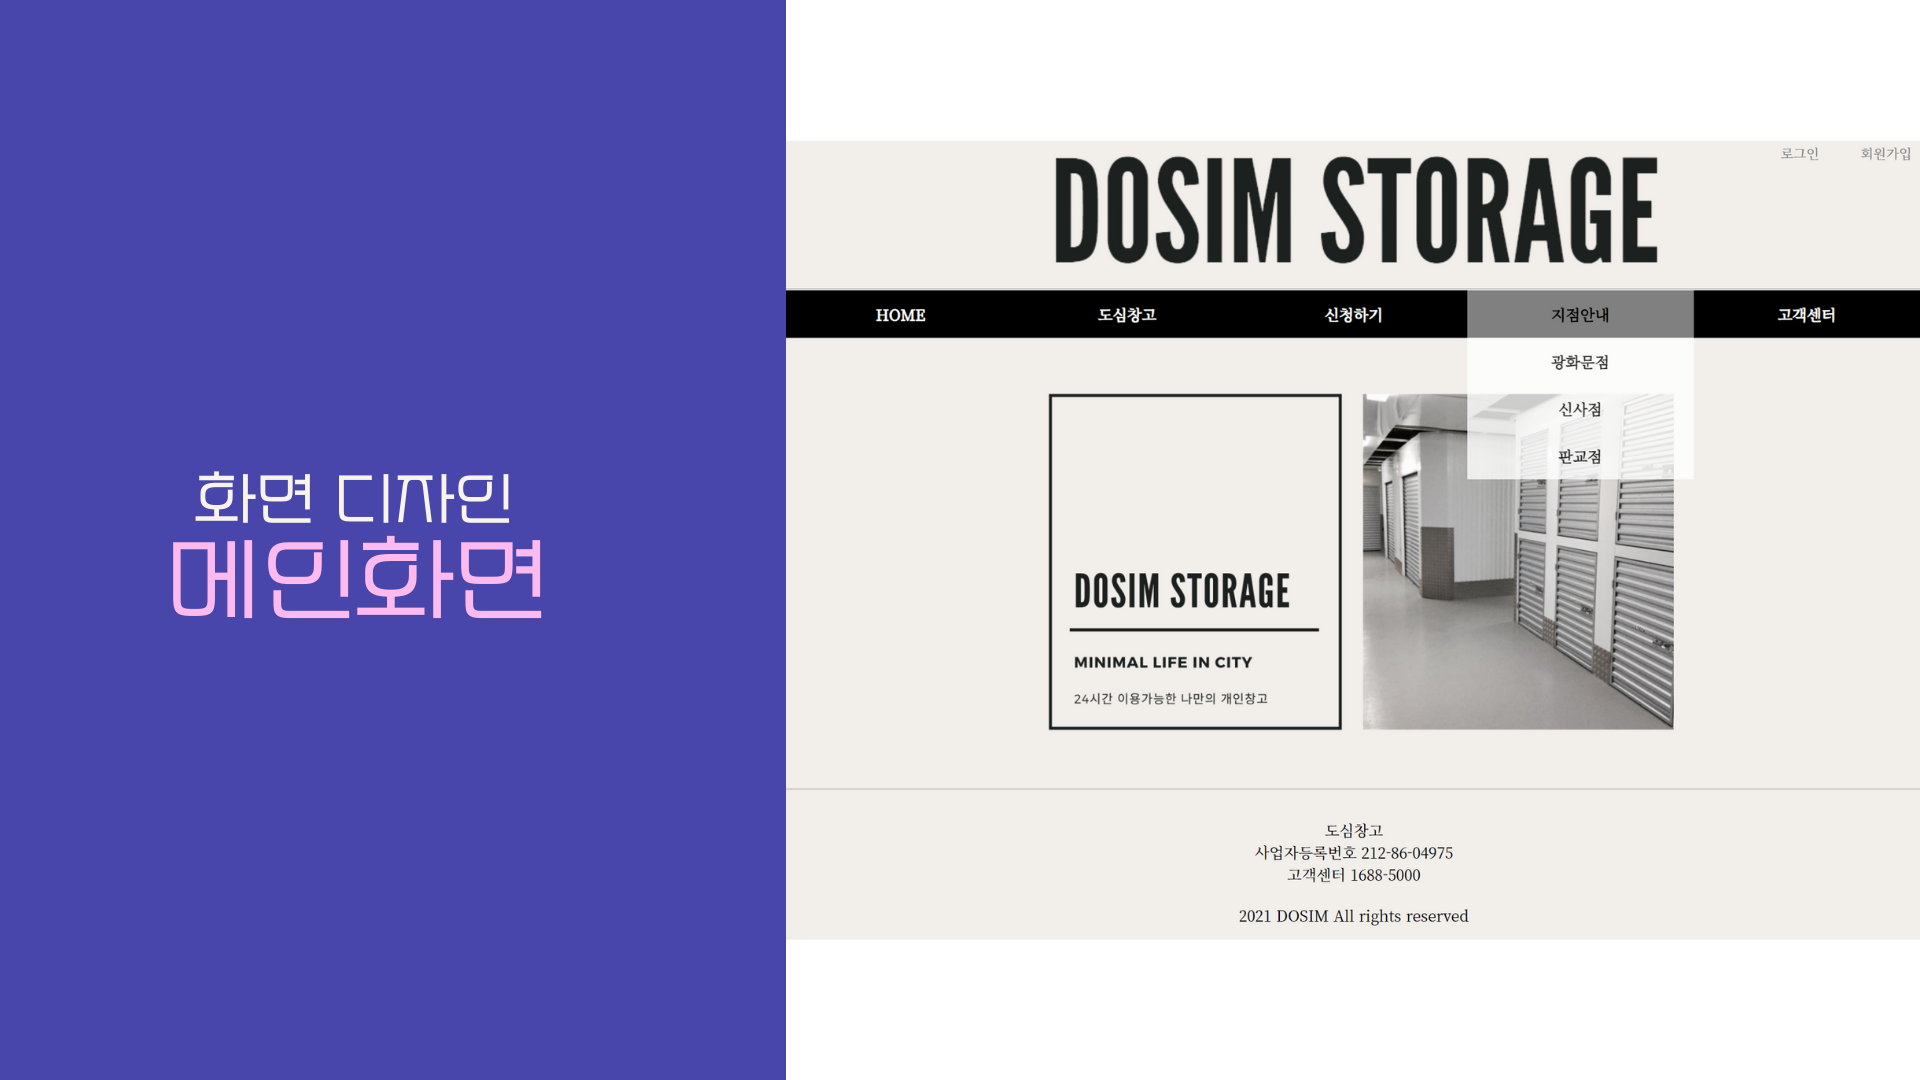 화면 디자인
메인화면
로그인 회원가입
DOSIM STORAGE
HOME 도심창고 신청하기 지점안내 고객센터
광화문점
신사점
판교점
DOSIM STORAGE
MINIMAL LIFE IN CITY
24시간 이용가능한 나만의 개인창고
도심창고
사업자등록번호 212-86-04975
고객센터 1688-5000
2021 DOSIM All rights reserved